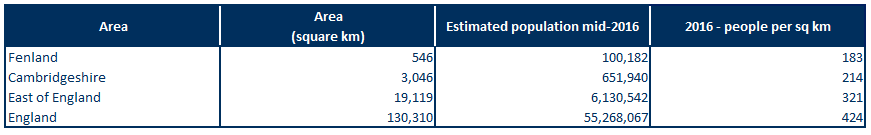 Area Area (square km) Estimated population mid-2016 2016 - people per sq km
Fenland 546 100,182 183
Cambridgeshire 3,046 651,940 214
East of England 19,119 6,130,542 321
England 130,310 55,268,067 424